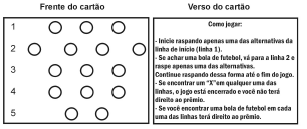 Frente do cartão
Verso do cartão
1
2
3
4
5
Como jogar:
- Inicie raspando apenas uma das alternativas da
linha de início (linha 1).
- Se achar uma bola de futebol, vá para a linha 2 e
raspe apenas uma das alternativas.
Continue raspando dessa forma até o fim do jogo.
- Se encontrar um "X"em qualquer uma das
linhas, o jogo está encerrado e você não terá
direito ao prêmio.
- Se você encontrar uma bola de futebol em cada
uma das linhas terá direito ao prêmio.